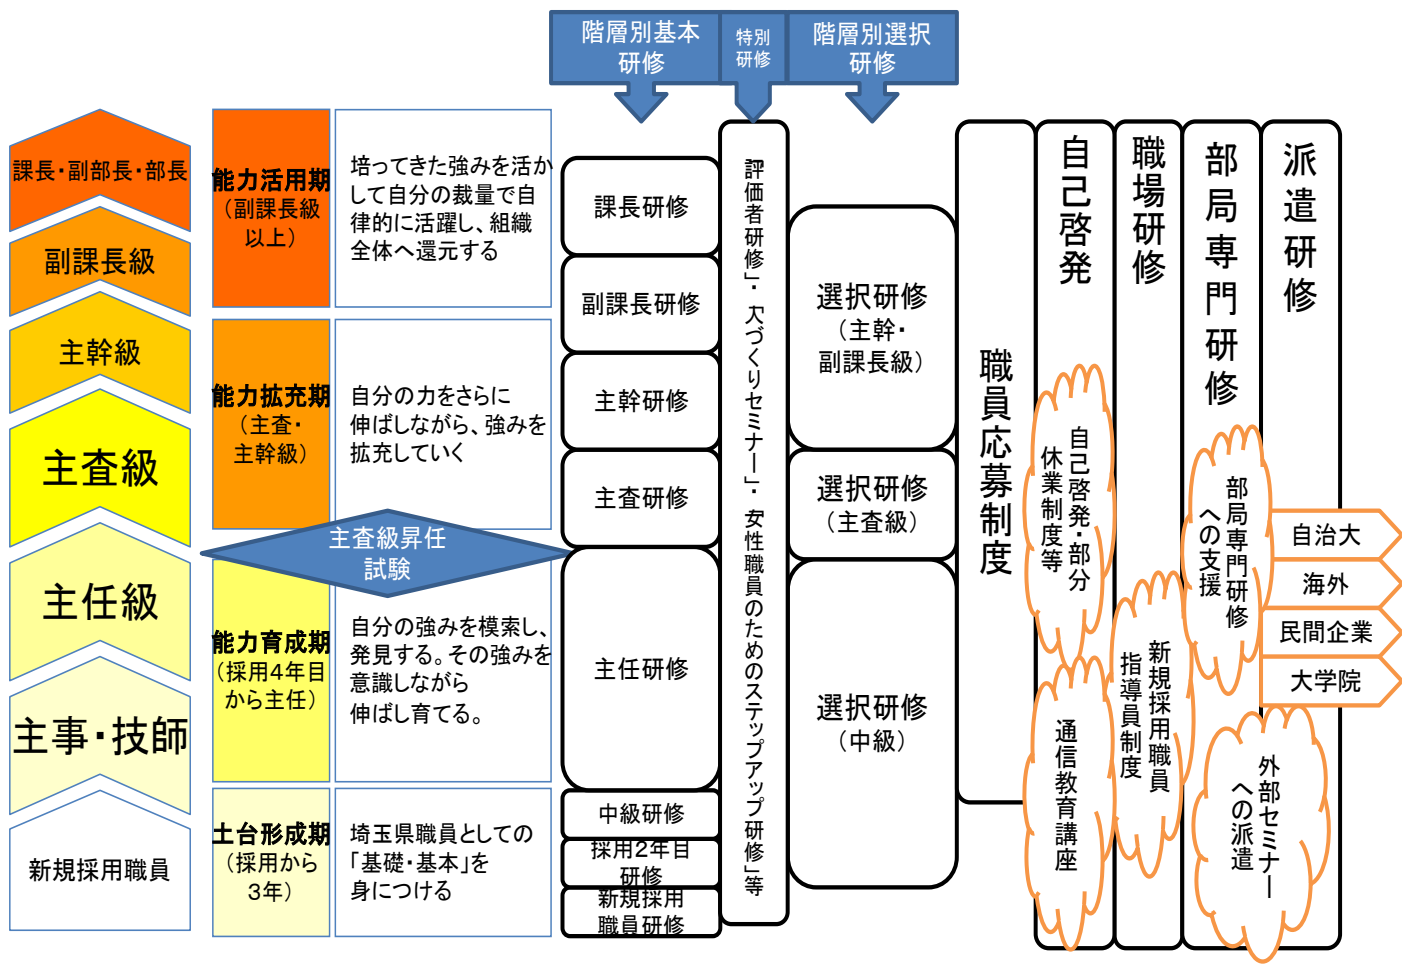 階層別基本
研修
特別
研修
階層別選択
研修
課長・副部長・部長
副課長級
主幹級
主査級
主任級
主事・技師
新規採用職員
能力活用期
（副課長級
以上）
培ってきた強みを活か
して自分の裁量で自
律的に活躍し、組織
全体へ還元する
能力拡充期
（主査・
主幹級）
自分の力をさらに
伸ばしながら、強みを
拡充していく
主査級昇任
試験
能力育成期
（採用4年目
から主任）
自分の強みを模索し、
発見する。その強みを
意識しながら
伸ばし育てる。
土台形成期
（採用から
3年）
埼玉県職員としての
「基礎・基本」を
身につける
課長研修
副課長研修
主幹研修
主査研修
主任研修
中級研修
採用2年目
研修
新規採用
職員研修
評価者研修」・「人づくりセミナー」・女性職員のためのステップアップ研修」等
選択研修
（主幹・
副課長級）
選択研修
（主査級）
選択研修
（中級）
職員応募制度
自己啓発
自己啓発・部分
休業制度等
通信教育講座
職場研修
新規採用職員
指導員制度
部局専門研修
部局専門研修
への支援
派遣研修
自治大
海外
民間企業
大学院
外部セミナー
への派遣